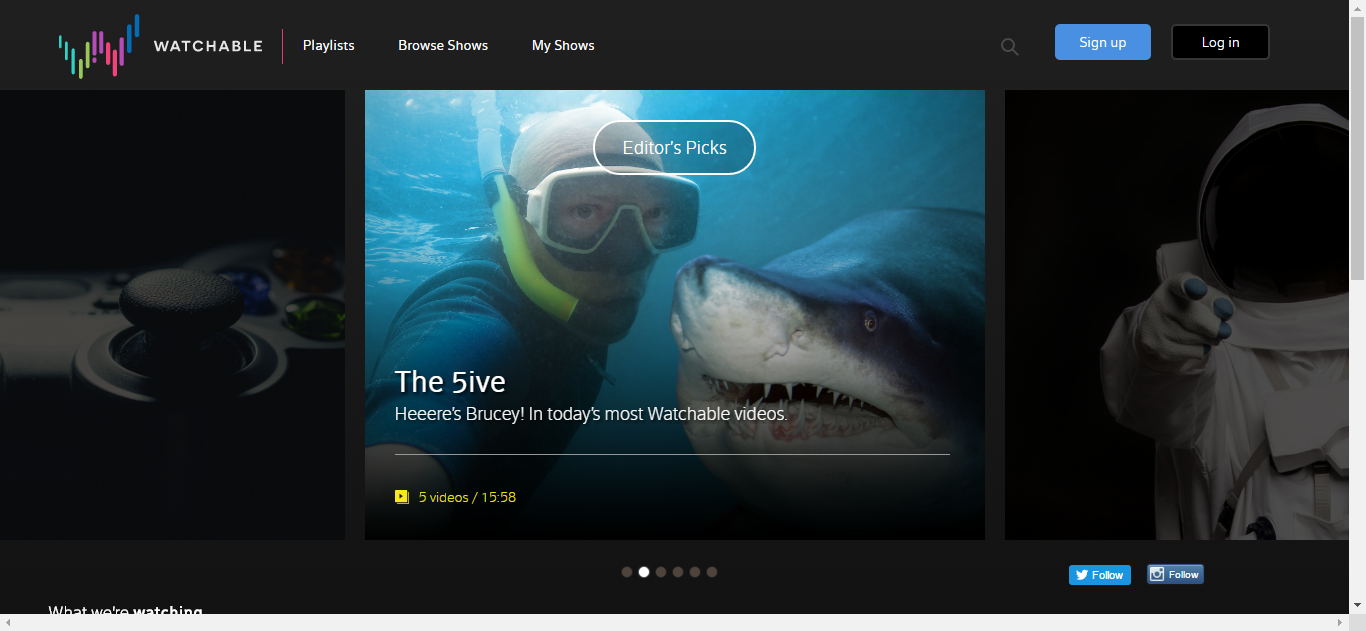 WATCHABLE
Playlists
Browse Shows
My Shows
Sign up
Log in
Editor's Picks
The 5ive
Heeere's Brucey! In today's most Watchable videos.
5 videos / 15:58
Follow
Follow
What we're watching